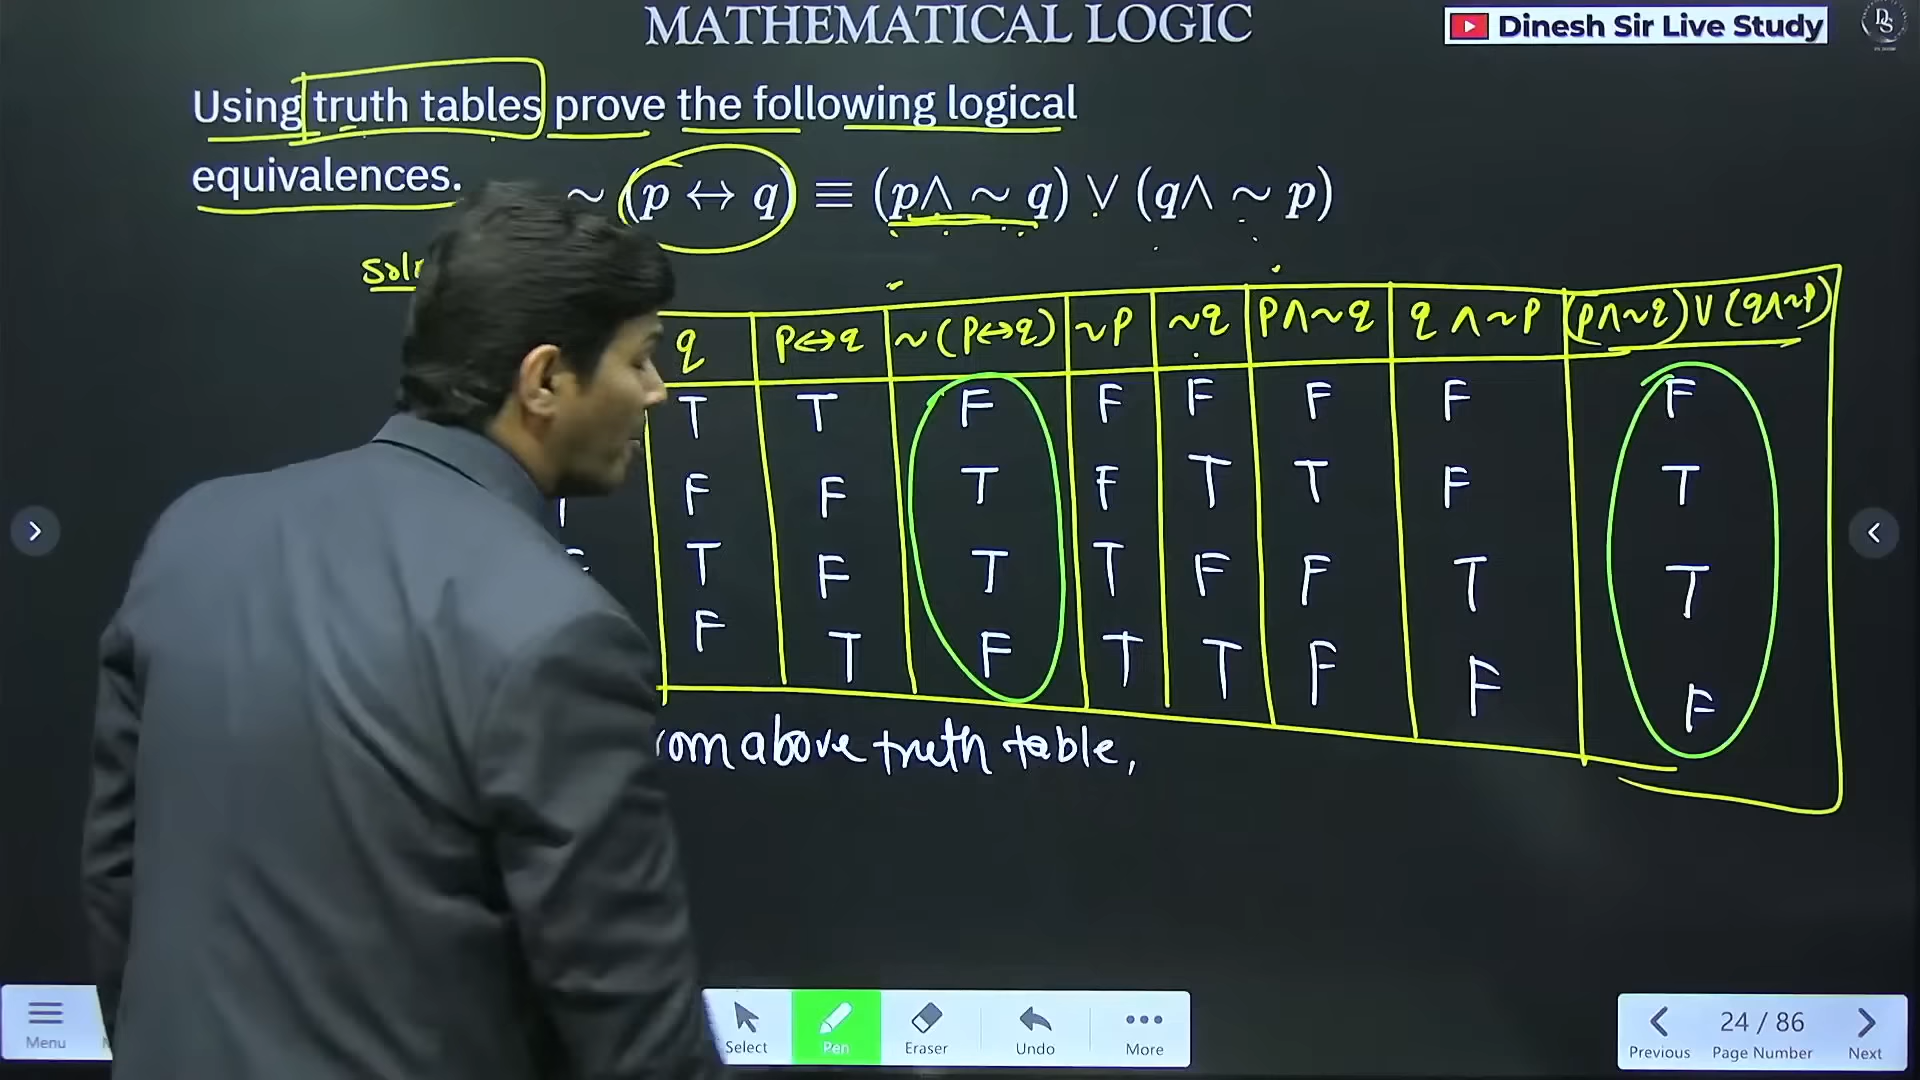 MATHEMATICAL LOGIC
Dinesh Sir Live Study
DS
Using truth tables prove the following logical
equivalences. ~ (p ↔ q) ≡ (p∧ ~ q) ∨ (q∧ ~ p)
q p↔q ~(p↔q) ~p ~q p∧~q q∧~p (p∧~q)∨(q∧~p)
T T F F F F F F
F F T F T T F T
T F T T F F T T
F T F T T F F F
rom above truth table,
Menu
Select Pen Eraser Undo More
24 / 86
Previous Page Number Next